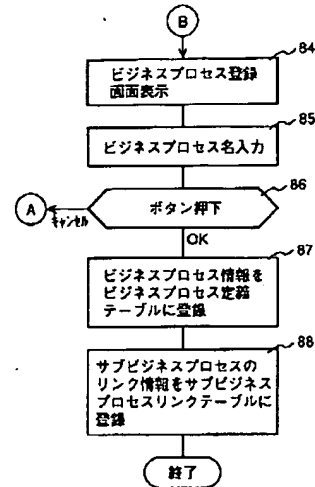 B
84
ビジネスプロセス登録
画面表示
85
ビジネスプロセス名入力
86
A
ボタン押下
キャンセル
OK
87
ビジネスプロセス情報を
ビジネスプロセス定義
テーブルに登録
88
サブビジネスプロセスの
リンク情報をサブビジネス
プロセスリンクテーブルに
登録
終了